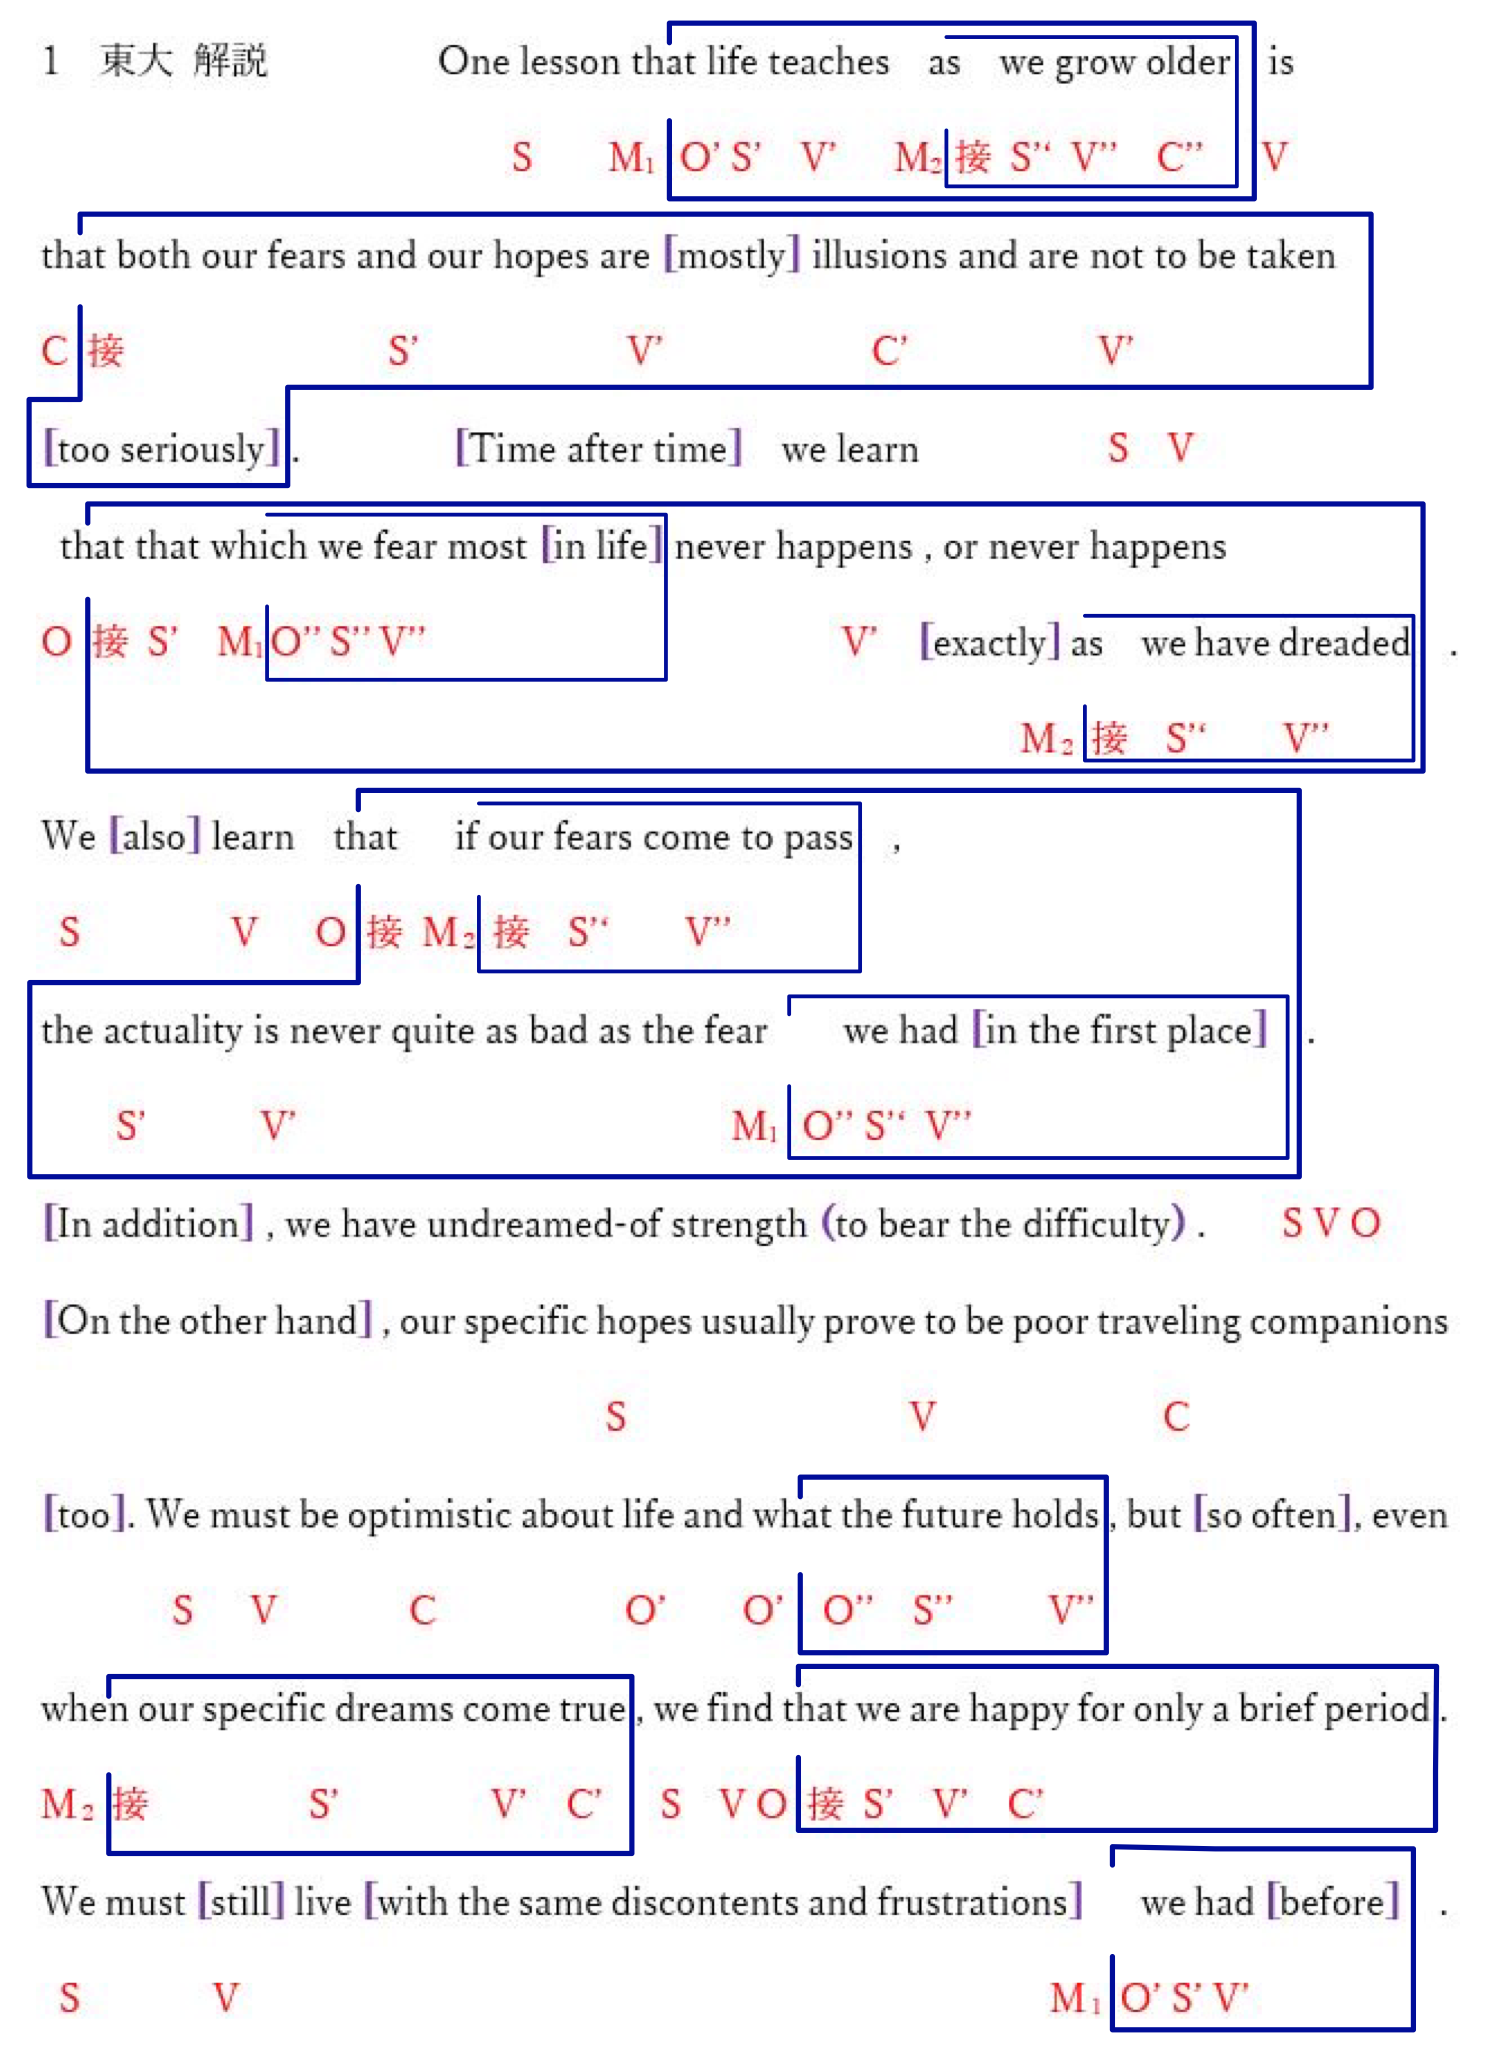 1 東大 解説 One lesson that life teaches as we grow older is
S M₁ O’ S’ V’ M₂ 接 S’‘ V’’ C’’ V
that both our fears and our hopes are [mostly] illusions and are not to be taken
C 接 S’ V’ C’ V’
[too seriously] . [Time after time] we learn S V
that that which we fear most [in life] never happens , or never happens
O 接 S’ M₁ O’’ S’’ V’’ V’ [exactly] as we have dreaded .
M₂ 接 S’‘ V’’
We [also] learn that if our fears come to pass ,
S V O 接 M₂ 接 S’‘ V’’
the actuality is never quite as bad as the fear we had [in the first place] .
S’ V’ M₁ O’’ S’‘ V’’
[In addition] , we have undreamed-of strength (to bear the difficulty) . S V O
[On the other hand] , our specific hopes usually prove to be poor traveling companions
S V C
[too]. We must be optimistic about life and what the future holds , but [so often], even
S V C O’ O’ O’’ S’’ V’’
when our specific dreams come true , we find that we are happy for only a brief period .
M₂ 接 S’ V’ C’ S V O 接 S’ V’ C’
We must [still] live [with the same discontents and frustrations] we had [before] .
S V M₁ O’ S’ V’